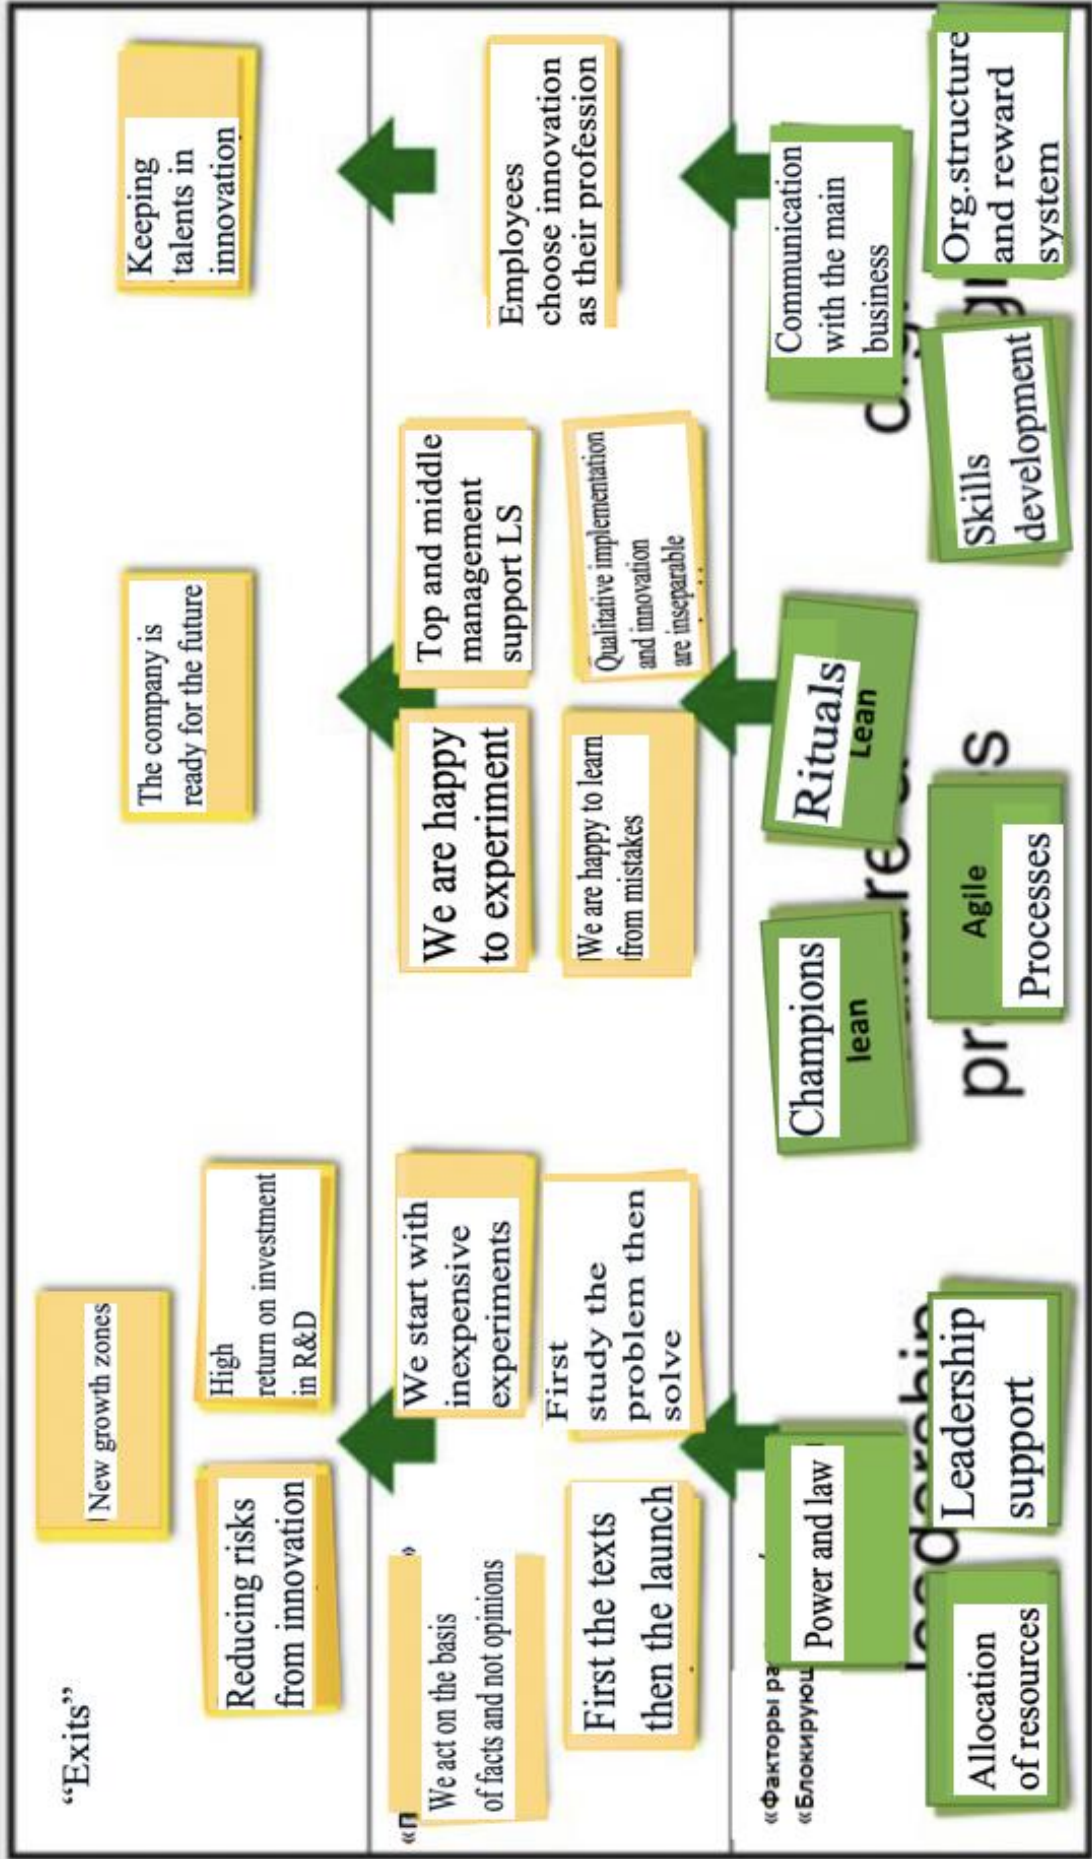 “Exits”
New growth zones
Reducing risks
from innovation
High
return on investment
in R&D
The company is
ready for the future
Keeping
talents in
innovation
We act on the basis
of facts and not opinions
We start with
inexpensive
experiments
First the texts
then the launch
First
study the
problem then
solve
We are happy
to experiment
Top and middle
management
support LS
We are happy to learn
from mistakes
Qualitative implementation
and innovation
are inseparable
Employees
choose innovation
as their profession
«Факторы ра
«Блокирующ
Power and law
Allocation
of resources
Leadership
support
Champions
lean
Rituals
Lean
Agile
Processes
Communication
with the main
business
Skills
development
Org.structure
and reward
system